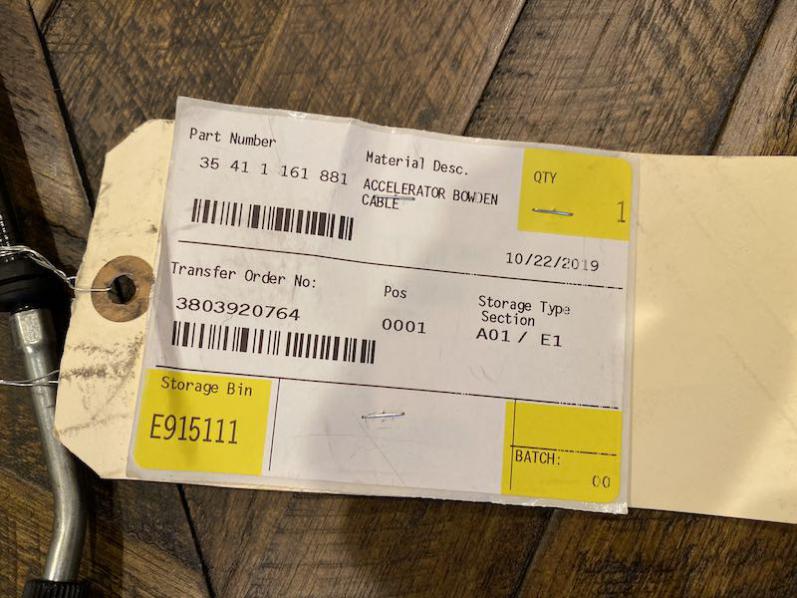 Part Number
35 41 1 161 881
Material Desc.
ACCELERATOR BOWDEN
CABLE
QTY
1
10/22/2019
Transfer Order No:
3803920764
Pos
0001
Storage Type
Section
A01 / E1
Storage Bin
E915111
BATCH:
00